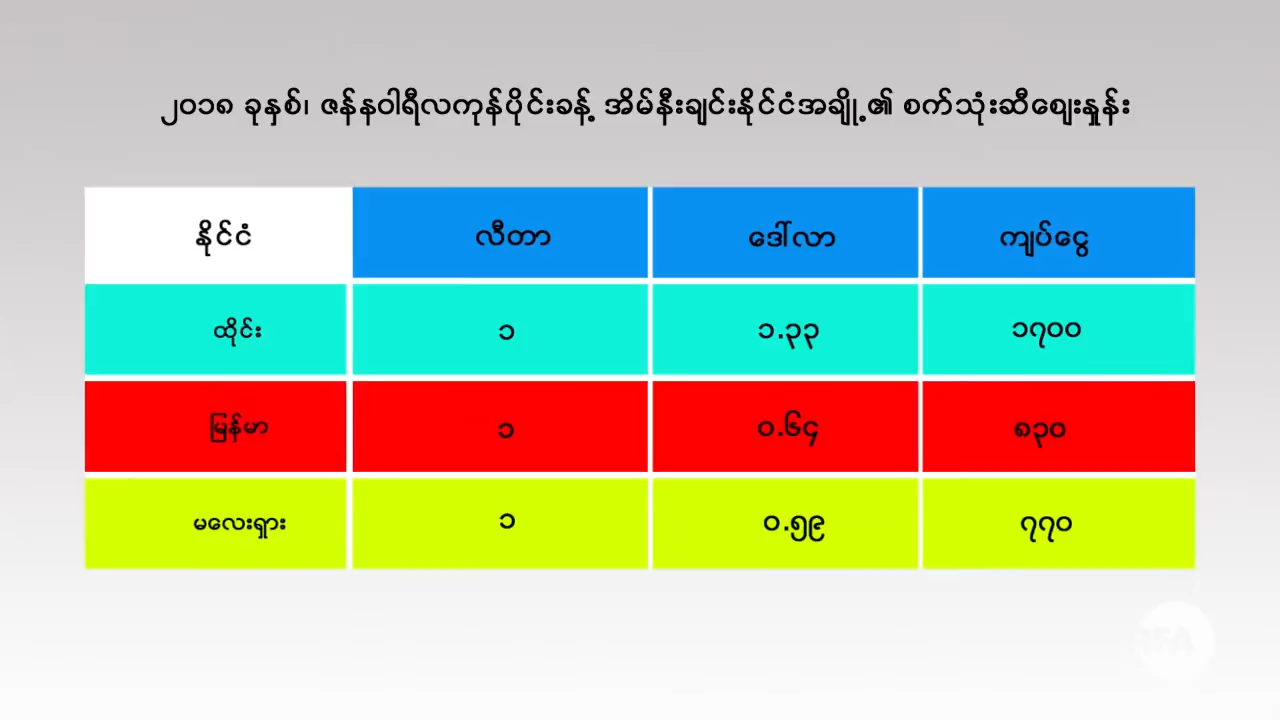 ၂၀၁၈ ခုနှစ်၊ ဇန်နဝါရီလကုန်ပိုင်းခန့် အိမ်နီးချင်းနိုင်ငံအချို့၏ စက်သုံးဆီဈေးနှုန်း
နိုင်ငံ လီတာ ဒေါ်လာ ကျပ်ငွေ
ထိုင်း ၁ ၁.၃၃ ၁၇၀၀
မြန်မာ ၁ ၀.၆၄ ၈၃၀
မလေးရှား ၁ ၀.၅၉ ၇၇၀
RFA